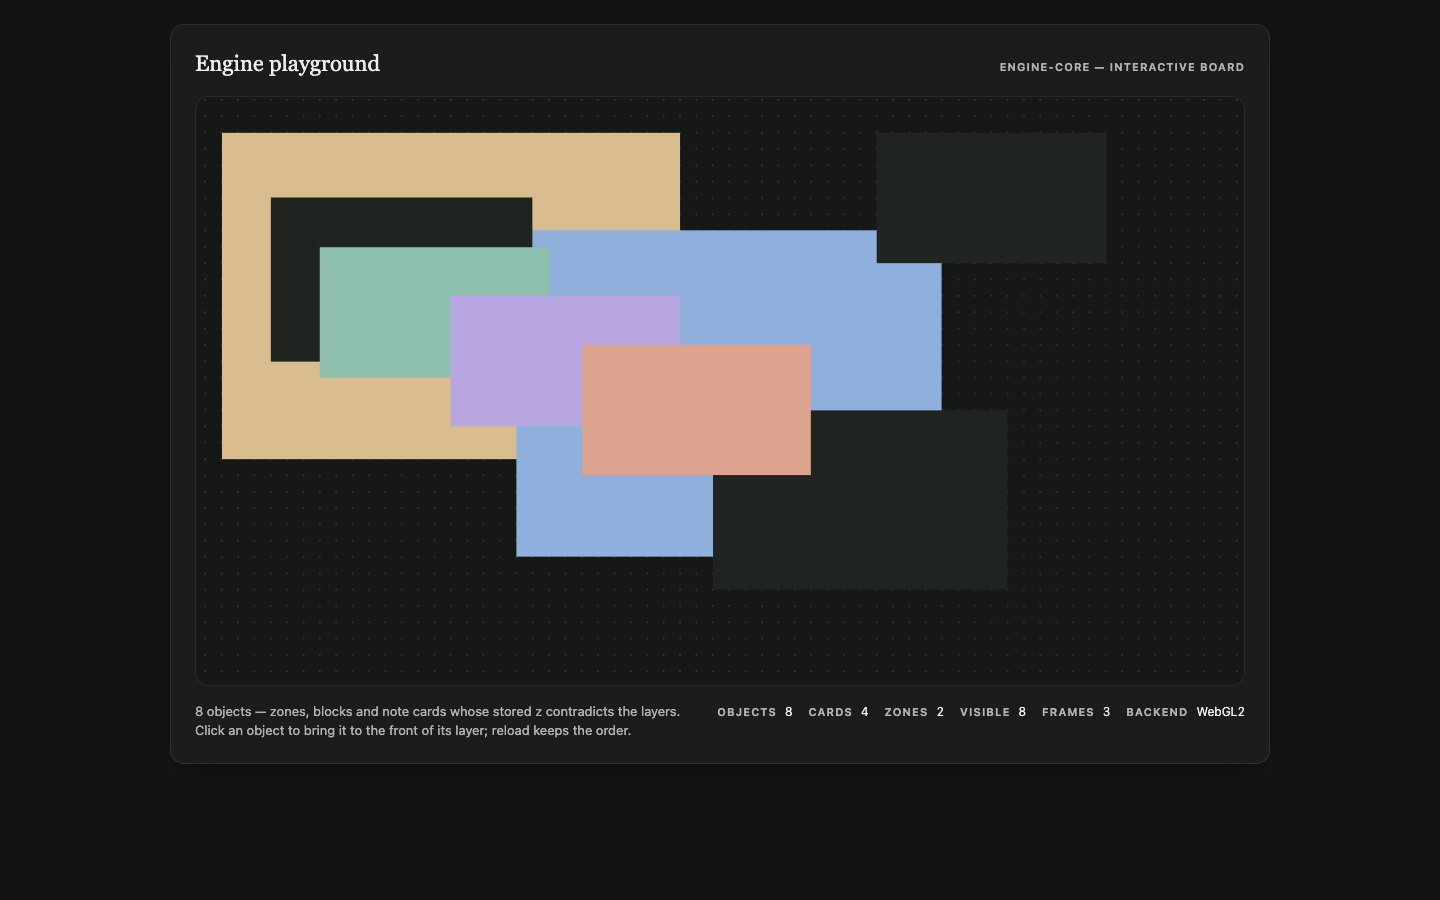 Engine playground
ENGINE-CORE — INTERACTIVE BOARD
8 objects — zones, blocks and note cards whose stored z contradicts the layers.
Click an object to bring it to the front of its layer; reload keeps the order.
OBJECTS 8 CARDS 4 ZONES 2 VISIBLE 8 FRAMES 3 BACKEND WebGL2